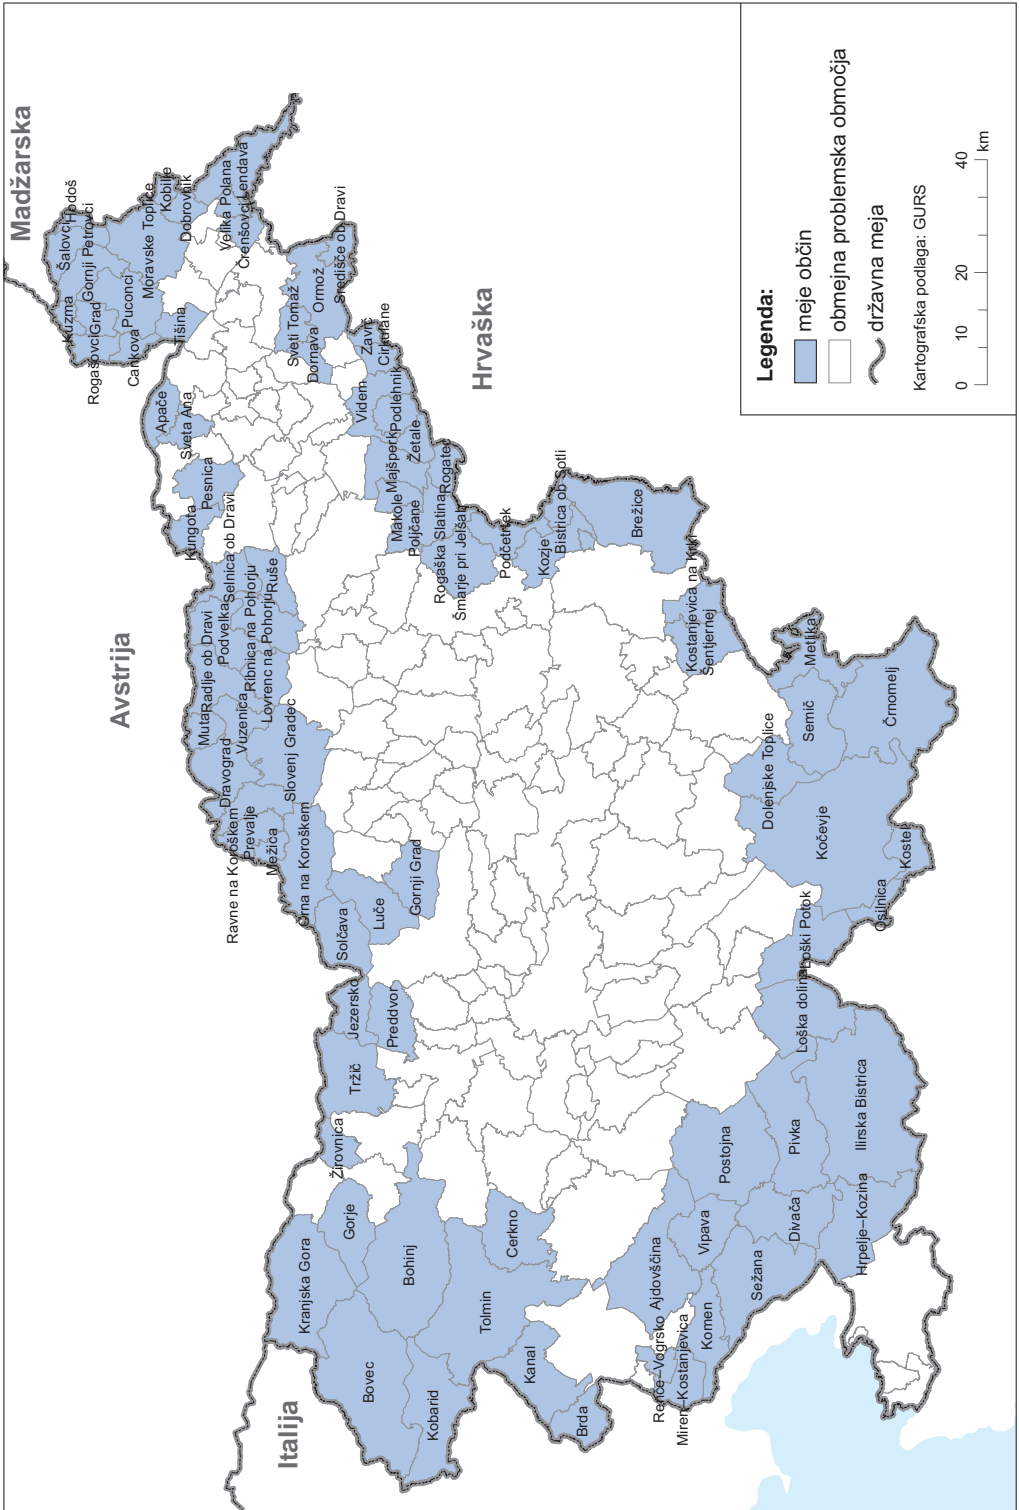 Madžarska
Avstrija
Hrvaška
Italija
Šalovci
Hodoš
Kuzma
Gornji Petrovci
Rogašovci
Grad
Puconci
Moravske Toplice
Kobilje
Dobrovnik
Cankova
Tišina
Velika Polana
Črenšovci
Lendava
Apače
Sveta Ana
Sveti Tomaž
Ormož
Središče ob Dravi
Dornava
Zavrč
Cirkulane
Videm
Podlehnik
Majšperk
Žetale
Makole
Poljčane
Rogatec
Rogaška Slatina
Šmarje pri Jelšah
Podčetrtek
Kozje
Bistrica ob Sotli
Brežice
Kostanjevica na Krki
Šentjernej
Pesnica
Kungota
Selnica ob Dravi
Ruše
Podvelka
Ribnica na Pohorju
Lovrenc na Pohorju
Radlje ob Dravi
Muta
Vuzenica
Dravograd
Slovenj Gradec
Ravne na Koroškem
Prevalje
Mežica
Črna na Koroškem
Solčava
Luče
Gornji Grad
Jezersko
Preddvor
Tržič
Žirovnica
Kranjska Gora
Gorje
Bohinj
Bovec
Kobarid
Tolmin
Cerkno
Kanal
Brda
Renče–Vogrsko
Miren–Kostanjevica
Ajdovščina
Komen
Vipava
Sežana
Postojna
Divača
Pivka
Hrpelje–Kozina
Ilirska Bistrica
Loška dolina
Loški Potok
Osilnica
Kostel
Kočevje
Dolenjske Toplice
Semič
Metlika
Črnomelj
Legenda:
meje občin
obmejna problemska območja
državna meja
Kartografska podlaga: GURS
0 10 20 40
km